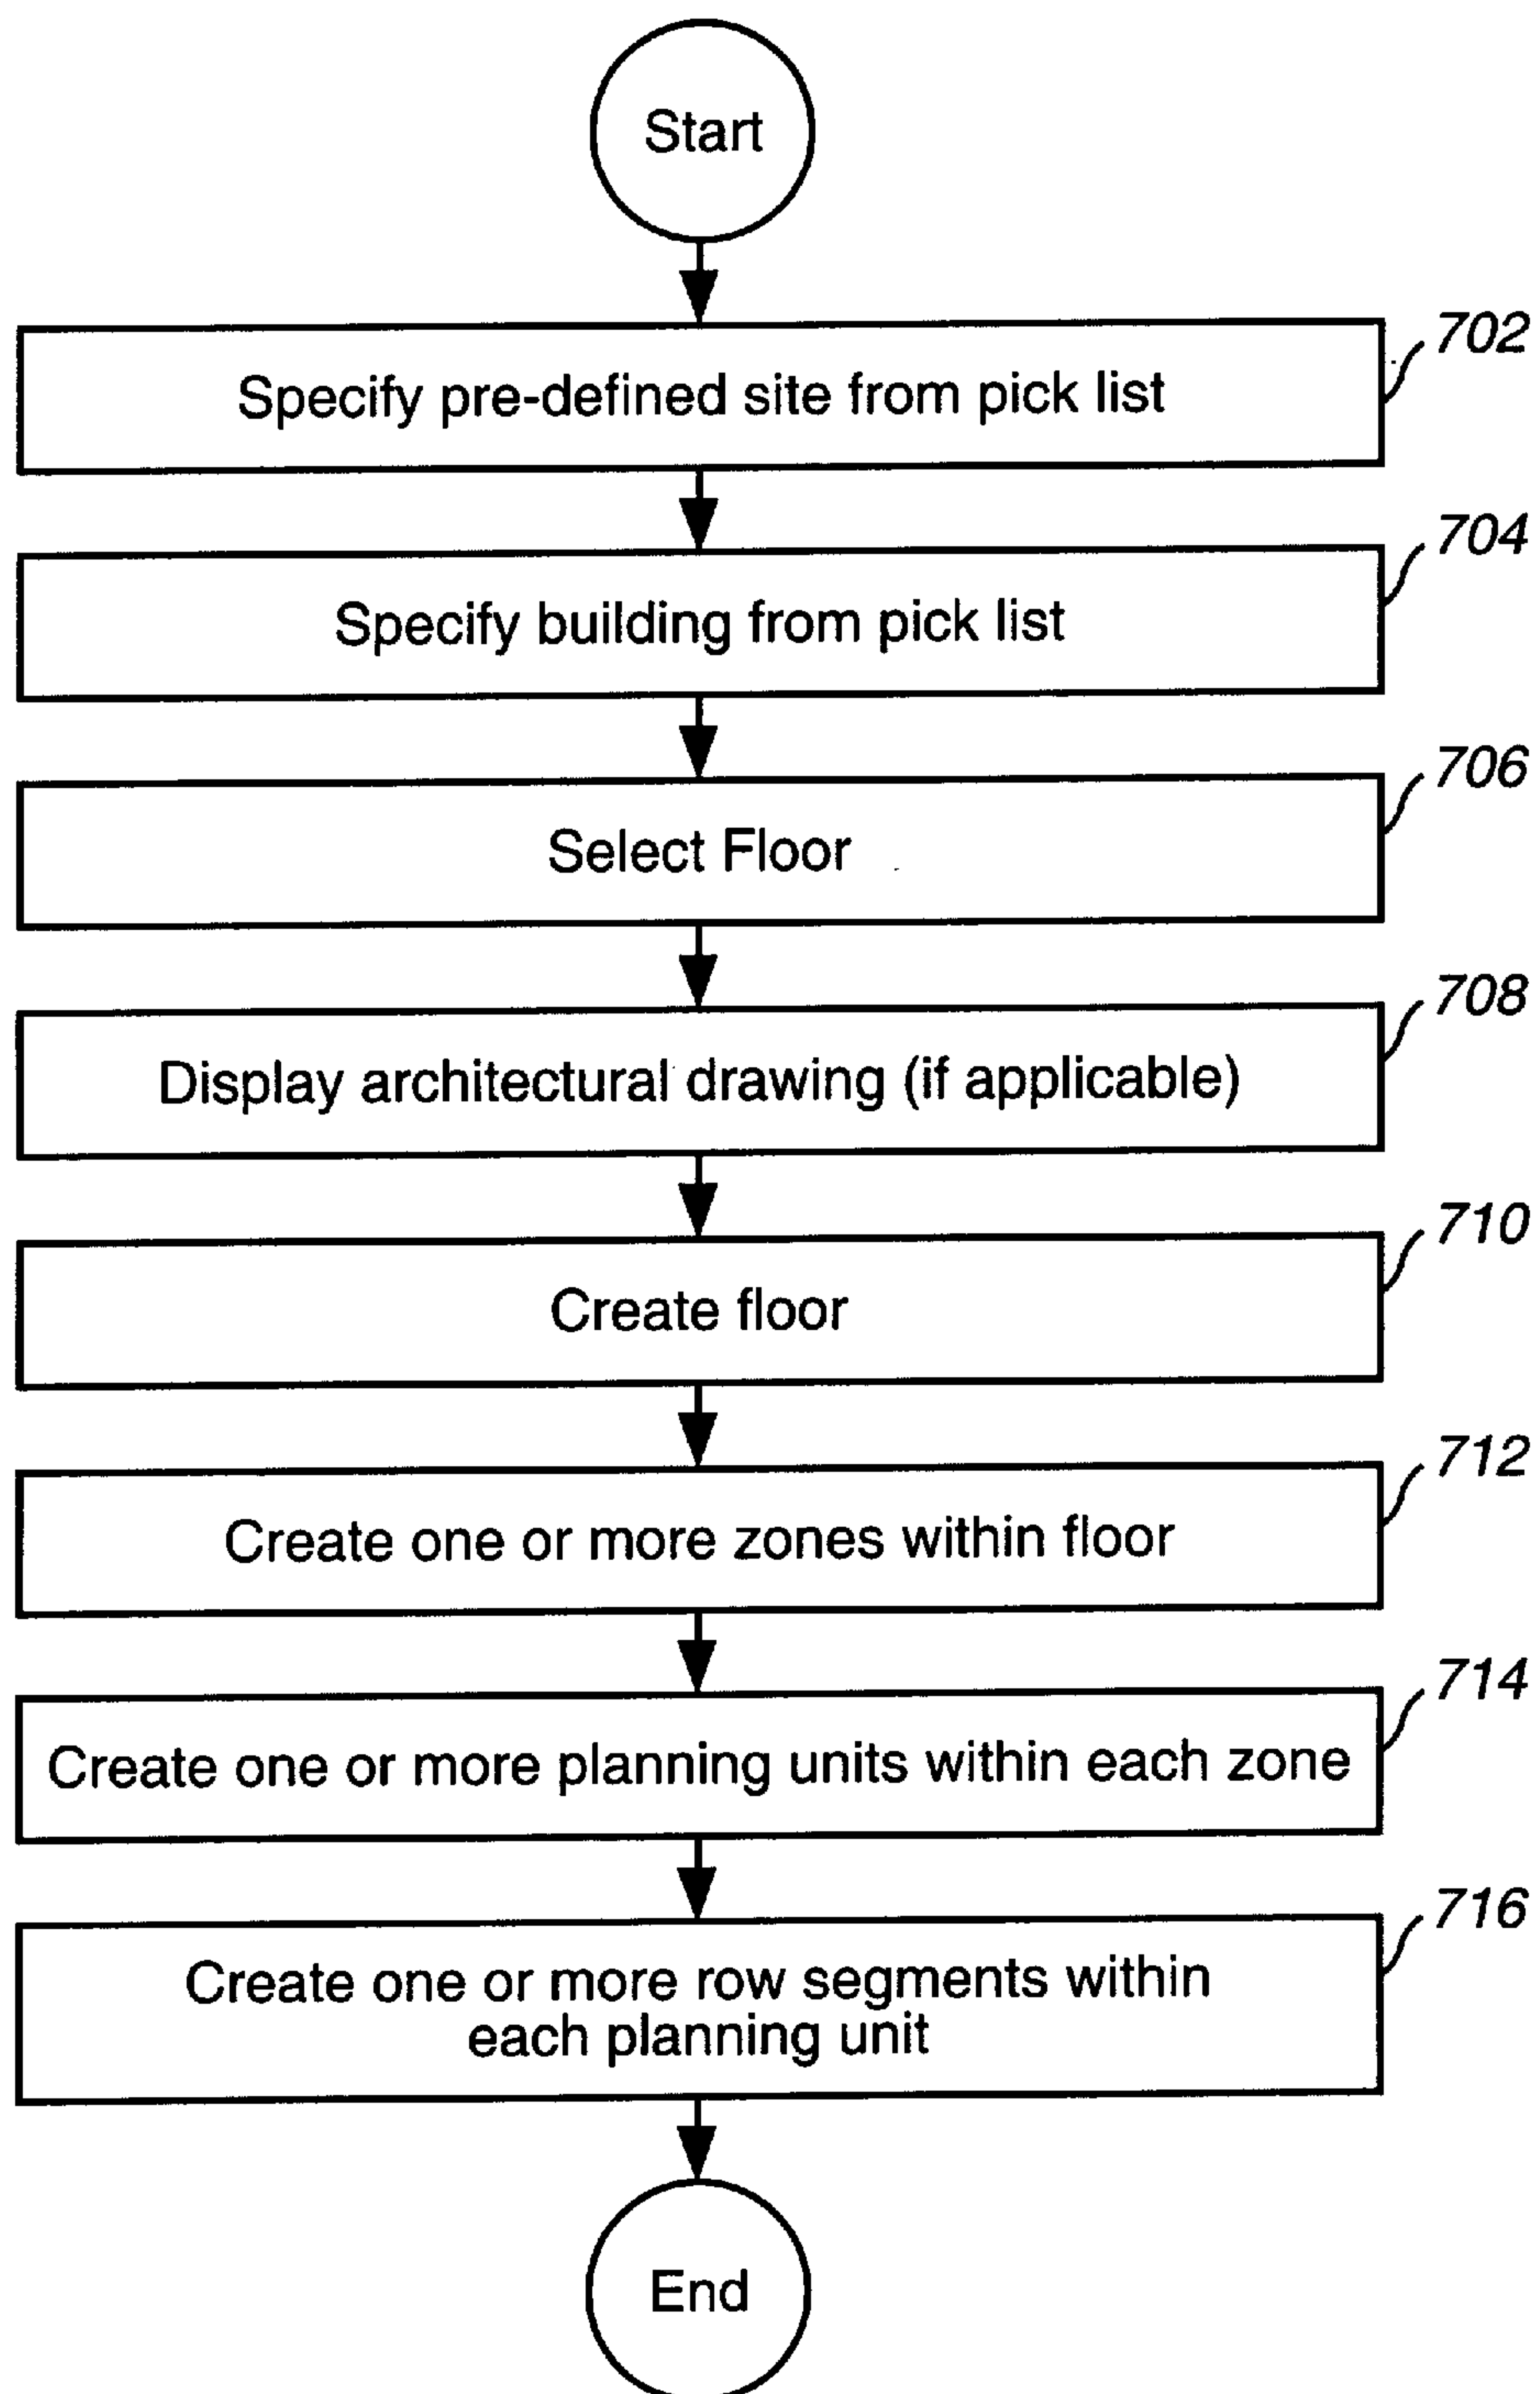 Start
702
Specify pre-defined site from pick list
704
Specify building from pick list
706
Select Floor
708
Display architectural drawing (if applicable)
710
Create floor
712
Create one or more zones within floor
714
Create one or more planning units within each zone
716
Create one or more row segments within
each planning unit
End